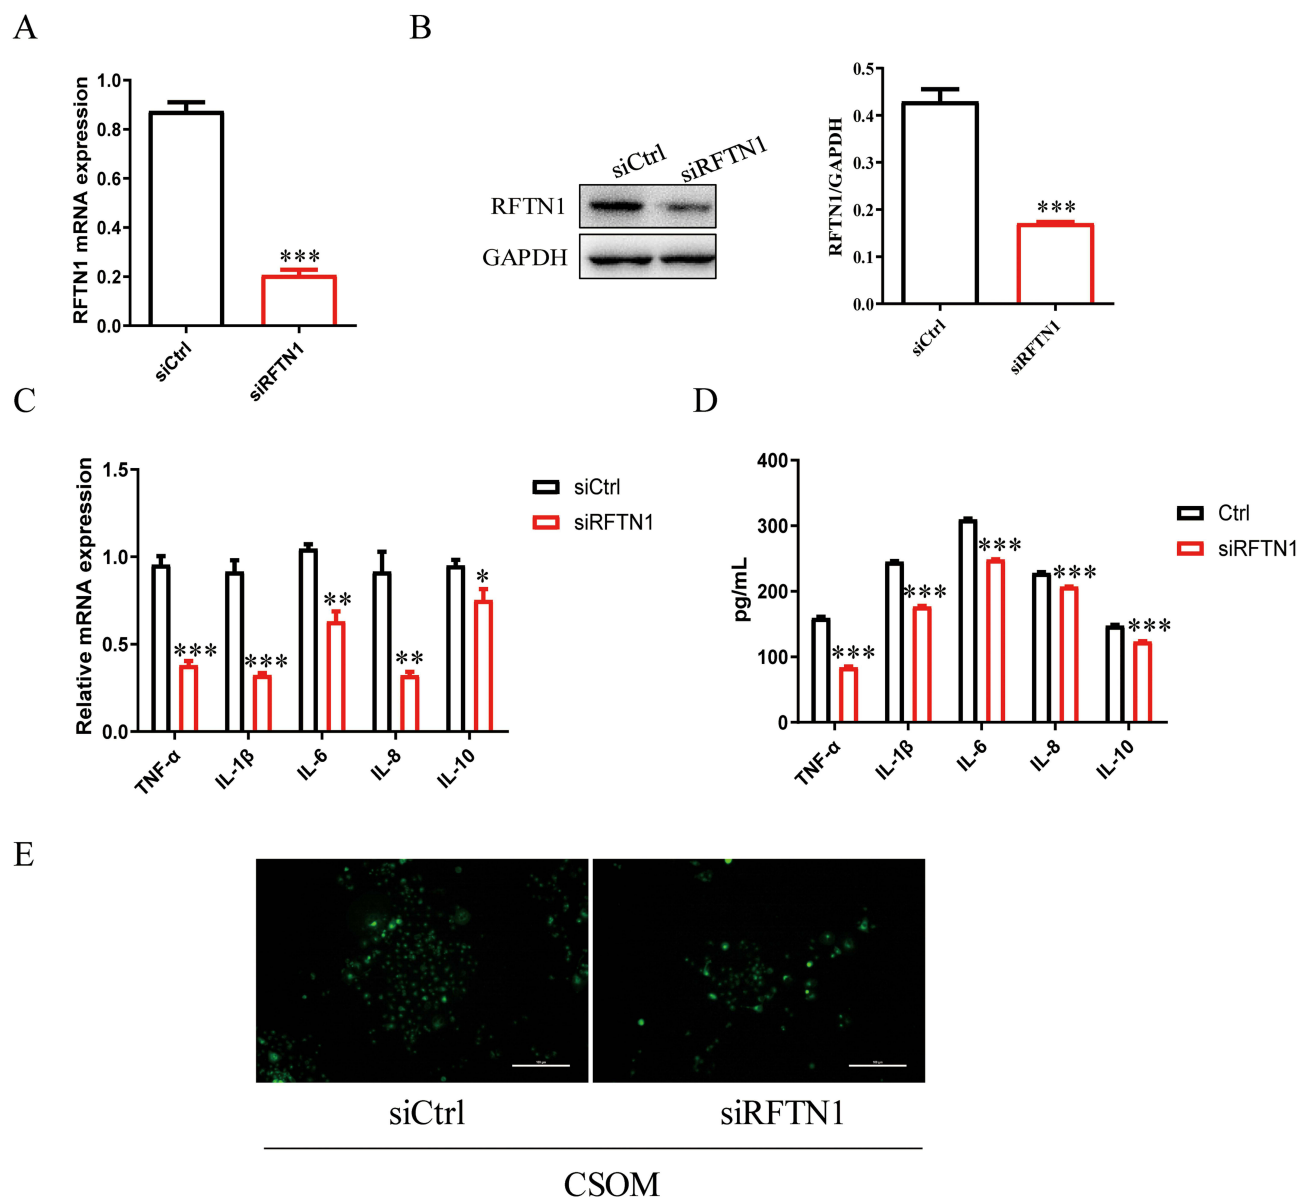 A
RFTN1 mRNA expression
1.0
0.8
0.6
0.4
0.2
0.0
***
siCtrl
siRFTN1
B
siCtrl
siRFTN1
RFTN1
GAPDH
RFTN1/GAPDH
0.5
0.4
0.3
0.2
0.1
0.0
***
siCtrl
siRFTN1
C
Relative mRNA expression
1.5
1.0
0.5
0.0
***
***
**
**
*
TNF-α
IL-1β
IL-6
IL-8
IL-10
siCtrl
siRFTN1
D
pg/mL
400
300
200
100
0
***
***
***
***
***
TNF-α
IL-1β
IL-6
IL-8
IL-10
Ctrl
siRFTN1
E
siCtrl
siRFTN1
CSOM